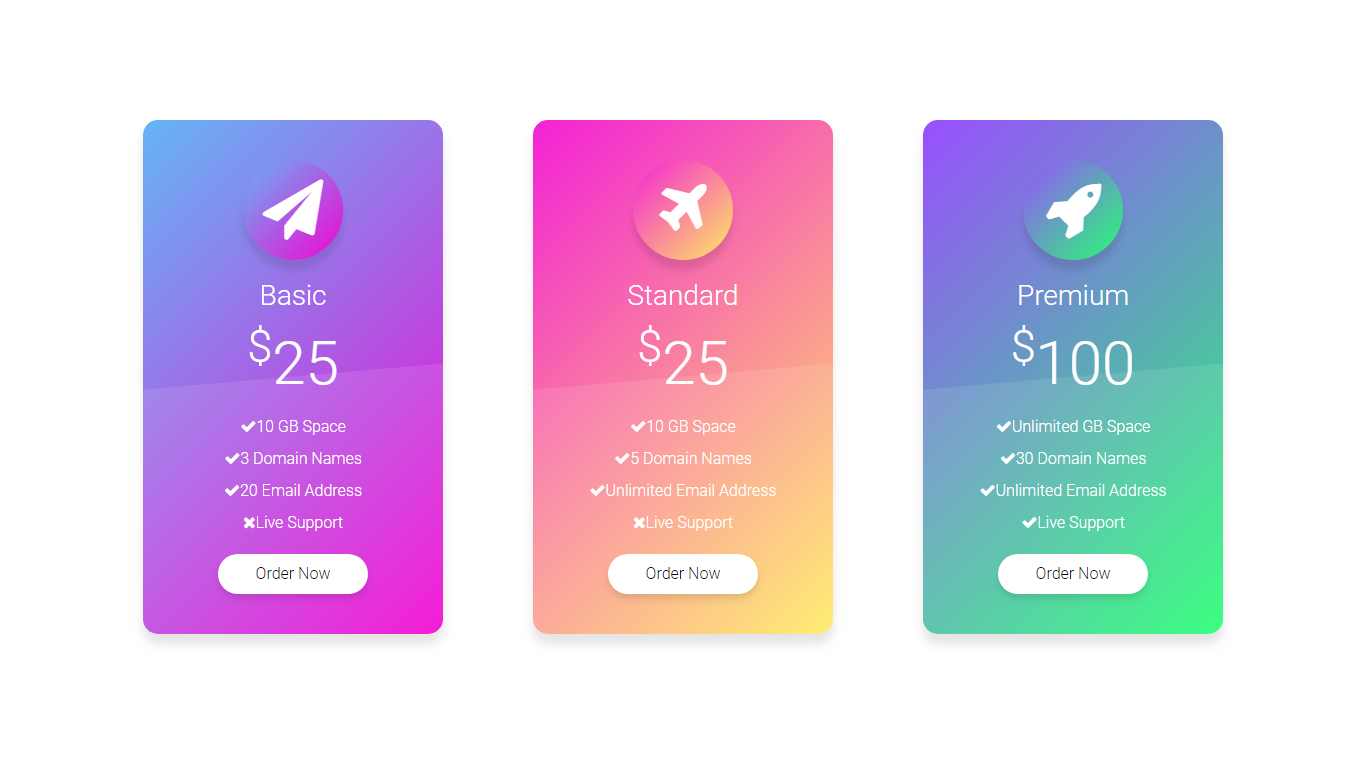 Basic
$25
10 GB Space
3 Domain Names
20 Email Address
Live Support
Order Now
Standard
$25
10 GB Space
5 Domain Names
Unlimited Email Address
Live Support
Order Now
Premium
$100
Unlimited GB Space
30 Domain Names
Unlimited Email Address
Live Support
Order Now